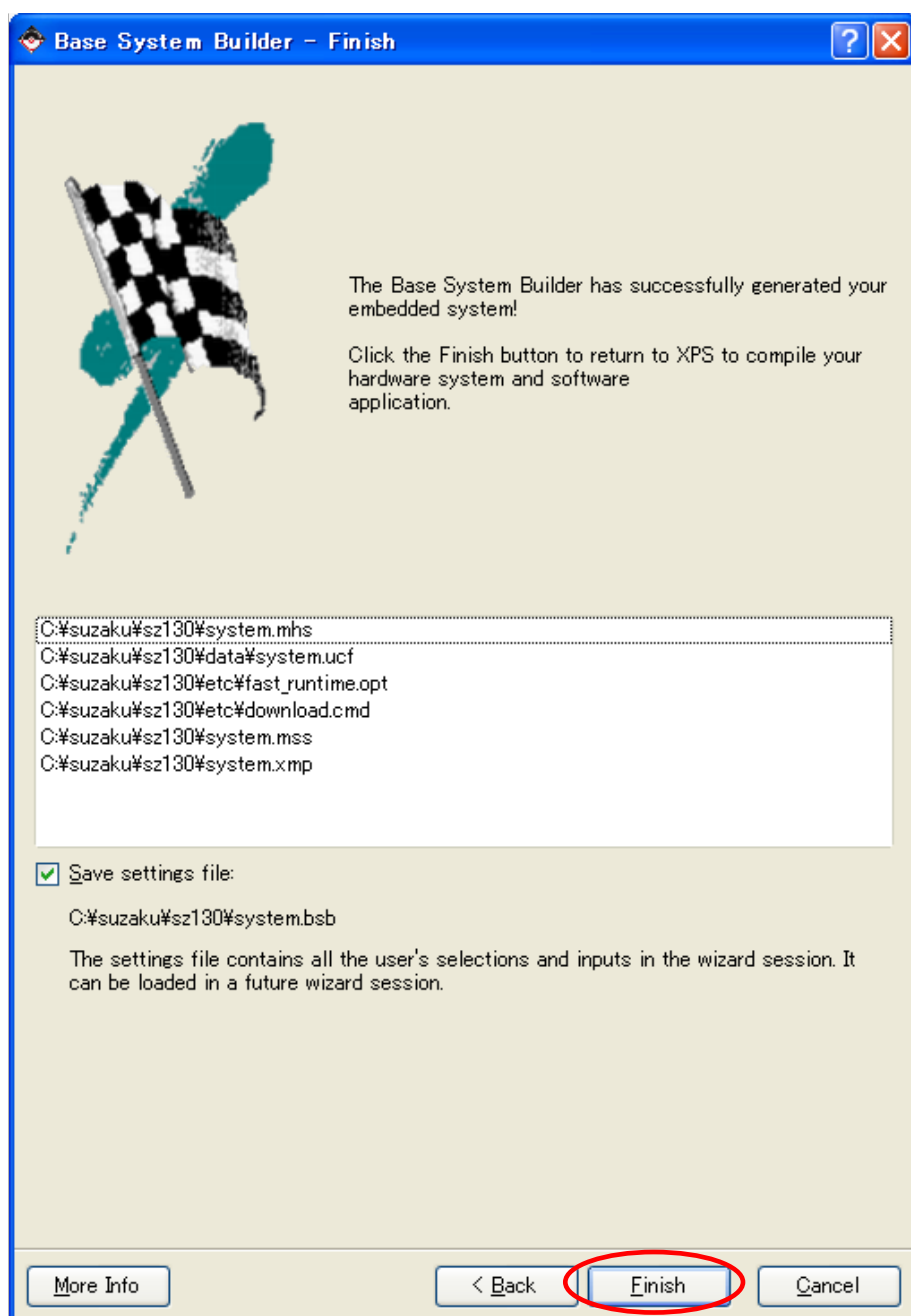 Base System Builder - Finish
The Base System Builder has successfully generated your
embedded system!
Click the Finish button to return to XPS to compile your
hardware system and software
application.
C:¥suzaku¥sz130¥system.mhs
C:¥suzaku¥sz130¥data¥system.ucf
C:¥suzaku¥sz130¥etc¥fast_runtime.opt
C:¥suzaku¥sz130¥etc¥download.cmd
C:¥suzaku¥sz130¥system.mss
C:¥suzaku¥sz130¥system.xmp
Save settings file:
C:¥suzaku¥sz130¥system.bsb
The settings file contains all the user's selections and inputs in the wizard session. It
can be loaded in a future wizard session.
More Info
< Back
Finish
Cancel